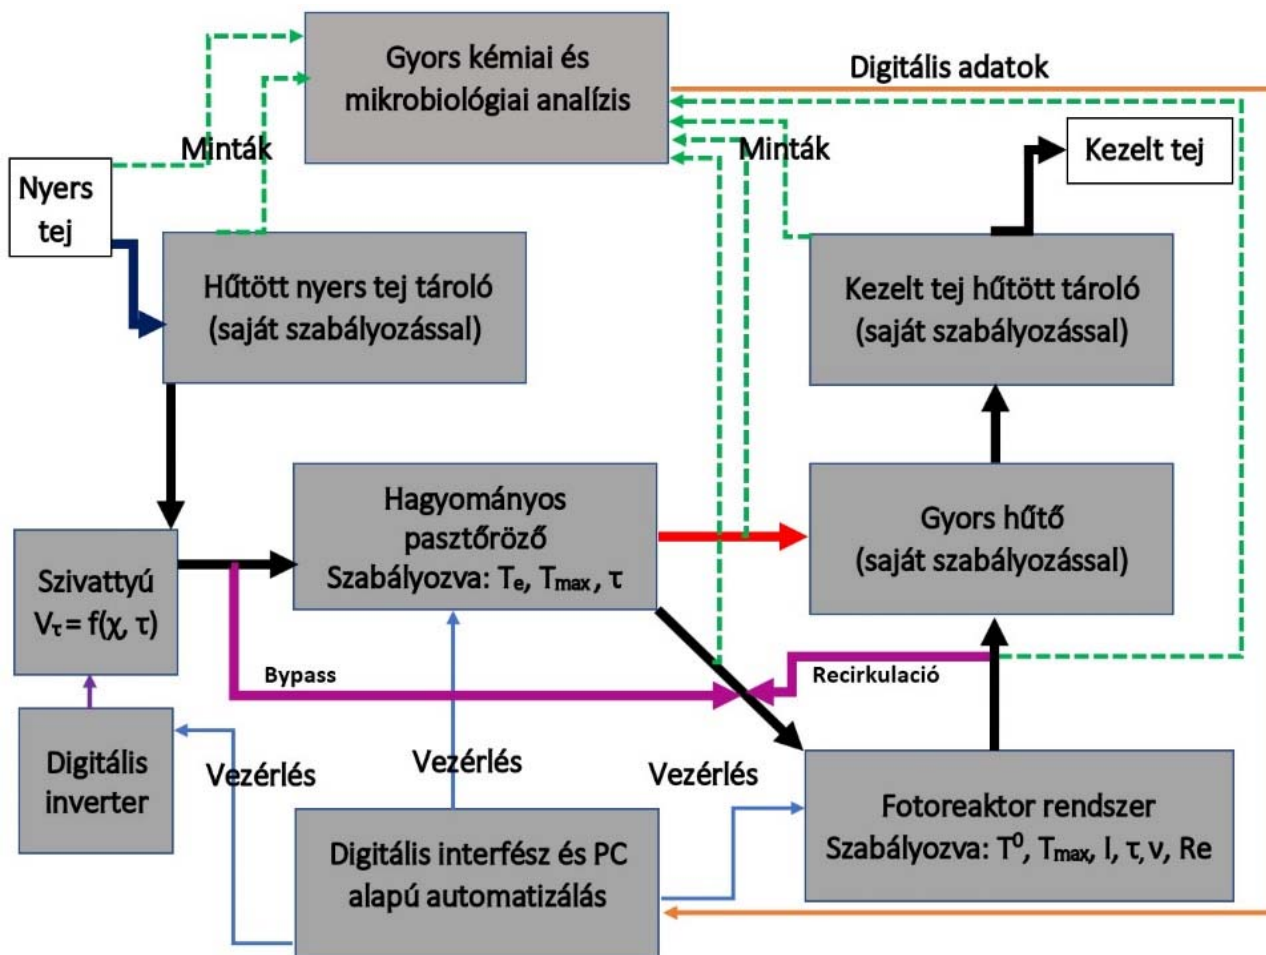 Gyors kémiai és
mikrobiológiai analízis
Digitális adatok
Minták
Minták
Kezelt tej
Nyers
tej
Hűtött nyers tej tároló
(saját szabályozással)
Kezelt tej hűtött tároló
(saját szabályozással)
Hagyományos
pasztőröző
Szabályozva: Te, Tmax, τ
Gyors hűtő
(saját szabályozással)
Szivattyú
Vτ = f(χ, τ)
Bypass
Recirkuláció
Digitális
inverter
Vezérlés
Vezérlés
Vezérlés
Digitális interfész és PC
alapú automatizálás
Fotoreaktor rendszer
Szabályozva: T⁰, Tmax, I, τ, ν, Re